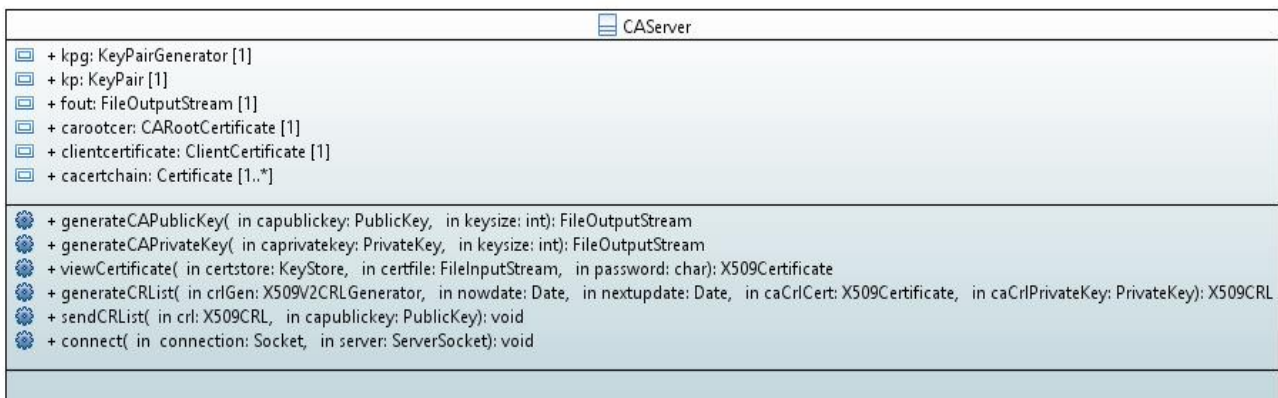 CAServer
+ kpg: KeyPairGenerator [1]
+ kp: KeyPair [1]
+ fout: FileOutputStream [1]
+ carootcer: CARootCertificate [1]
+ clientcertificate: ClientCertificate [1]
+ cacertchain: Certificate [1..*]
+ generateCAPublicKey( in capublickey: PublicKey, in keysize: int): FileOutputStream
+ generateCAPrivateKey( in caprivatekey: PrivateKey, in keysize: int): FileOutputStream
+ viewCertificate( in certstore: KeyStore, in certfile: FileInputStream, in password: char): X509Certificate
+ generateCRList( in crlGen: X509V2CRLGenerator, in nowdate: Date, in nextupdate: Date, in caCrlCert: X509Certificate, in caCrlPrivateKey: PrivateKey): X509CRL
+ sendCRList( in crl: X509CRL, in capublickey: PublicKey): void
+ connect( in connection: Socket, in server: ServerSocket): void